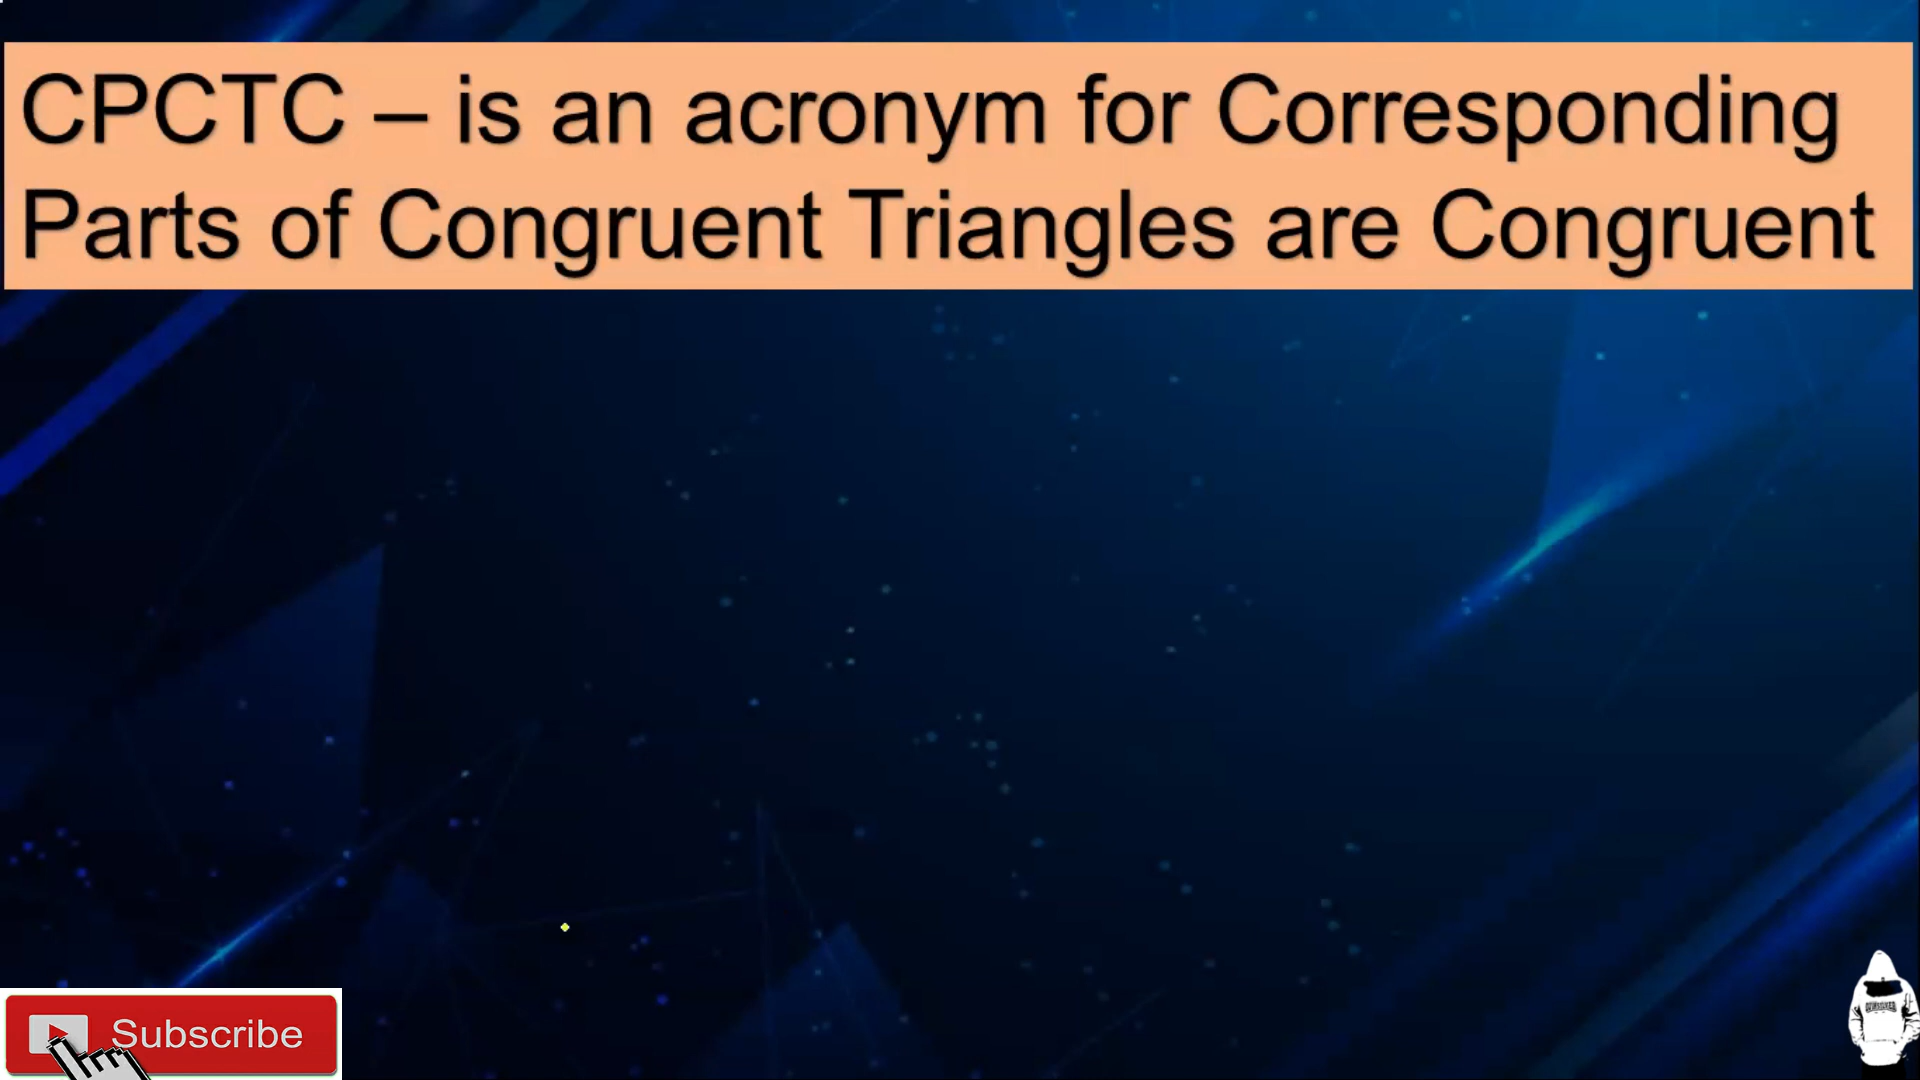 CPCTC – is an acronym for Corresponding
Parts of Congruent Triangles are Congruent
Subscribe